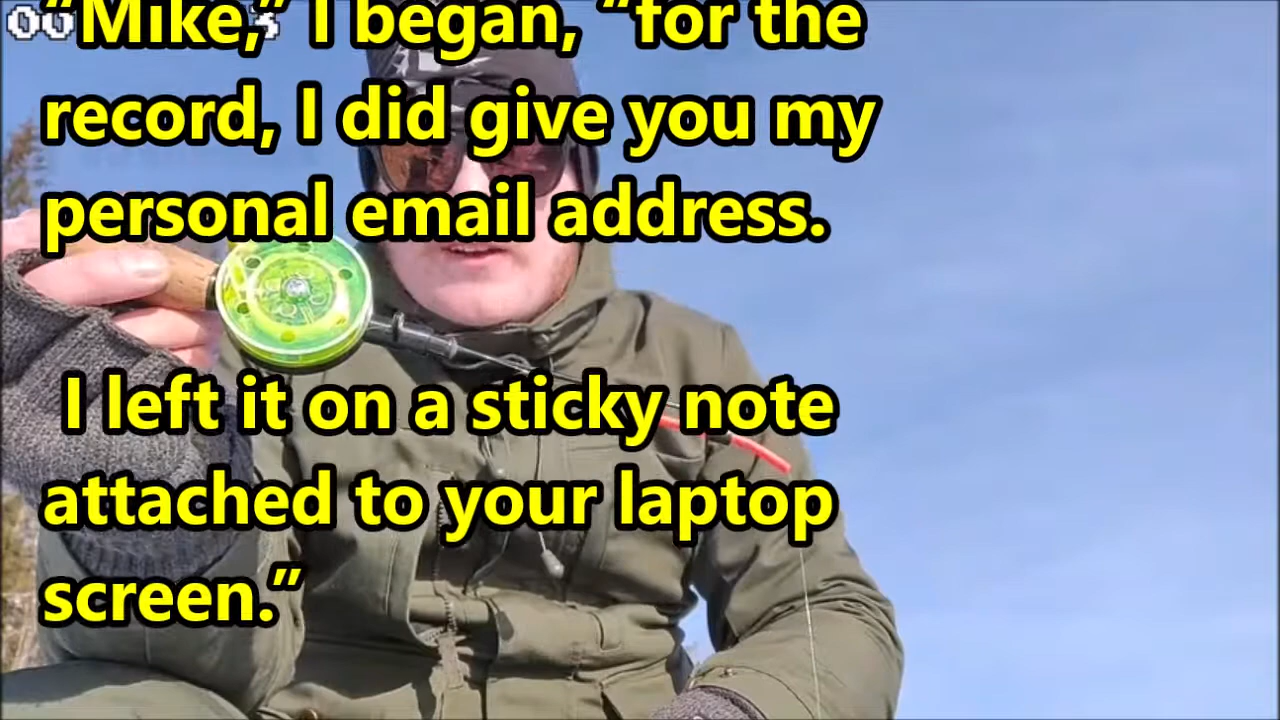 “Mike,” I began, “for the
record, I did give you my
personal email address.
I left it on a sticky note
attached to your laptop
screen.”